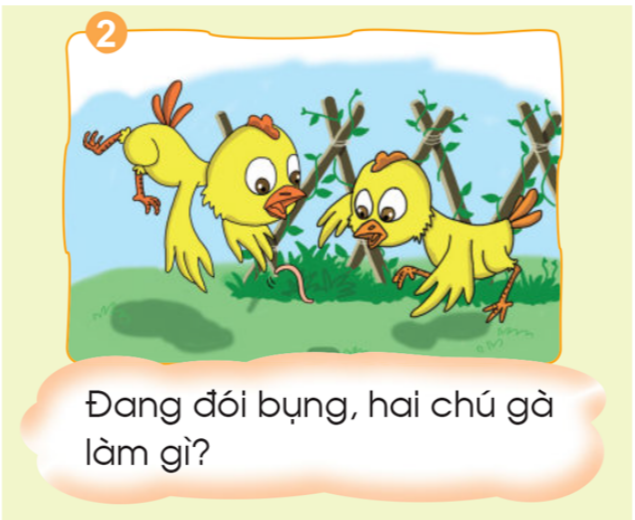 2
Đang đói bụng, hai chú gà
làm gì?